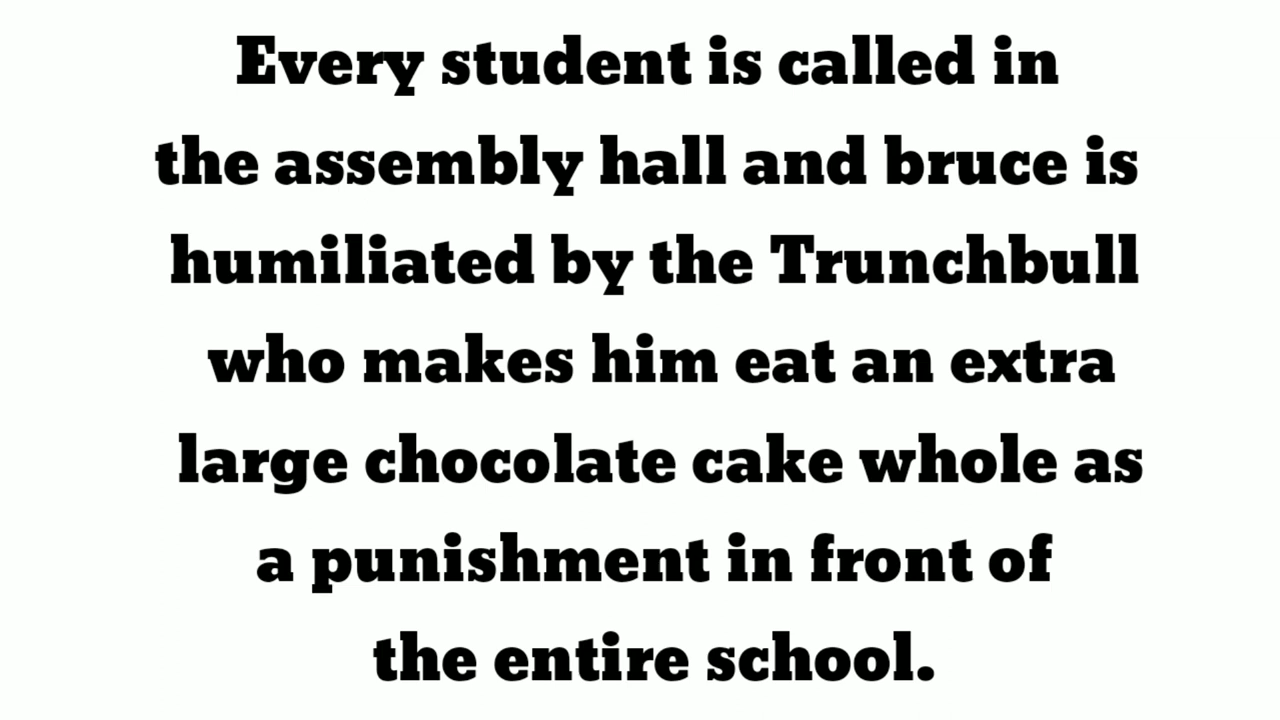 Every student is called in
the assembly hall and bruce is
humiliated by the Trunchbull
who makes him eat an extra
large chocolate cake whole as
a punishment in front of
the entire school.